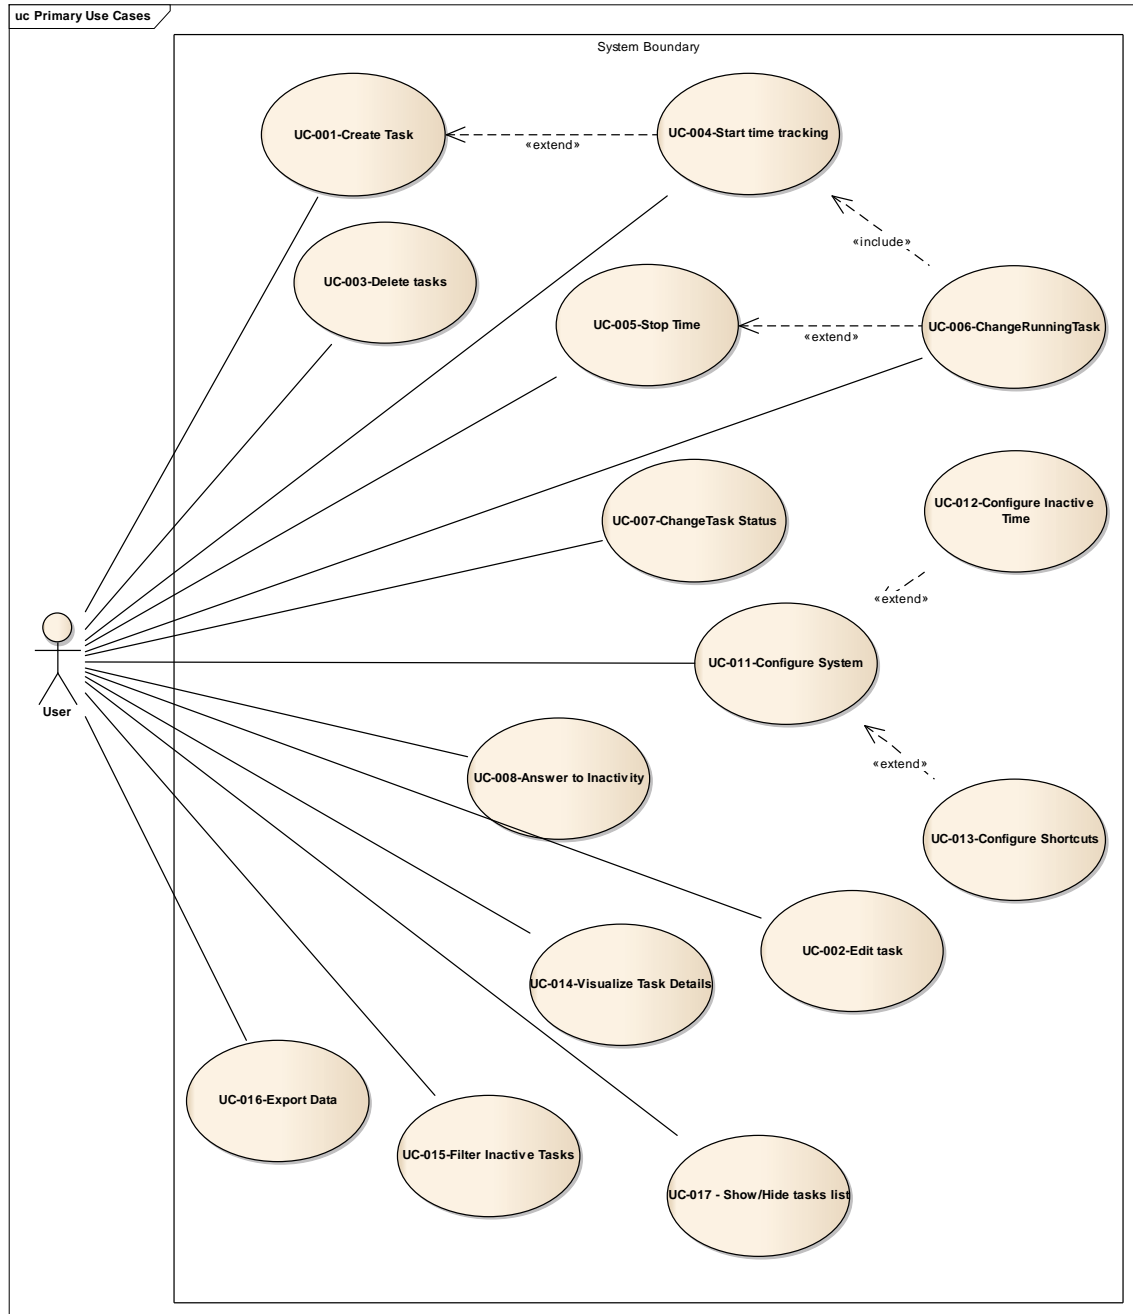 uc Primary Use Cases
System Boundary
UC-001-Create Task
UC-004-Start time tracking
«extend»
UC-003-Delete tasks
«include»
UC-005-Stop Time
UC-006-ChangeRunningTask
«extend»
UC-012-Configure Inactive
Time
UC-007-ChangeTask Status
«extend»
UC-011-Configure System
User
«extend»
UC-008-Answer to Inactivity
UC-013-Configure Shortcuts
UC-002-Edit task
UC-014-Visualize Task Details
UC-016-Export Data
UC-015-Filter Inactive Tasks
UC-017 - Show/Hide tasks list